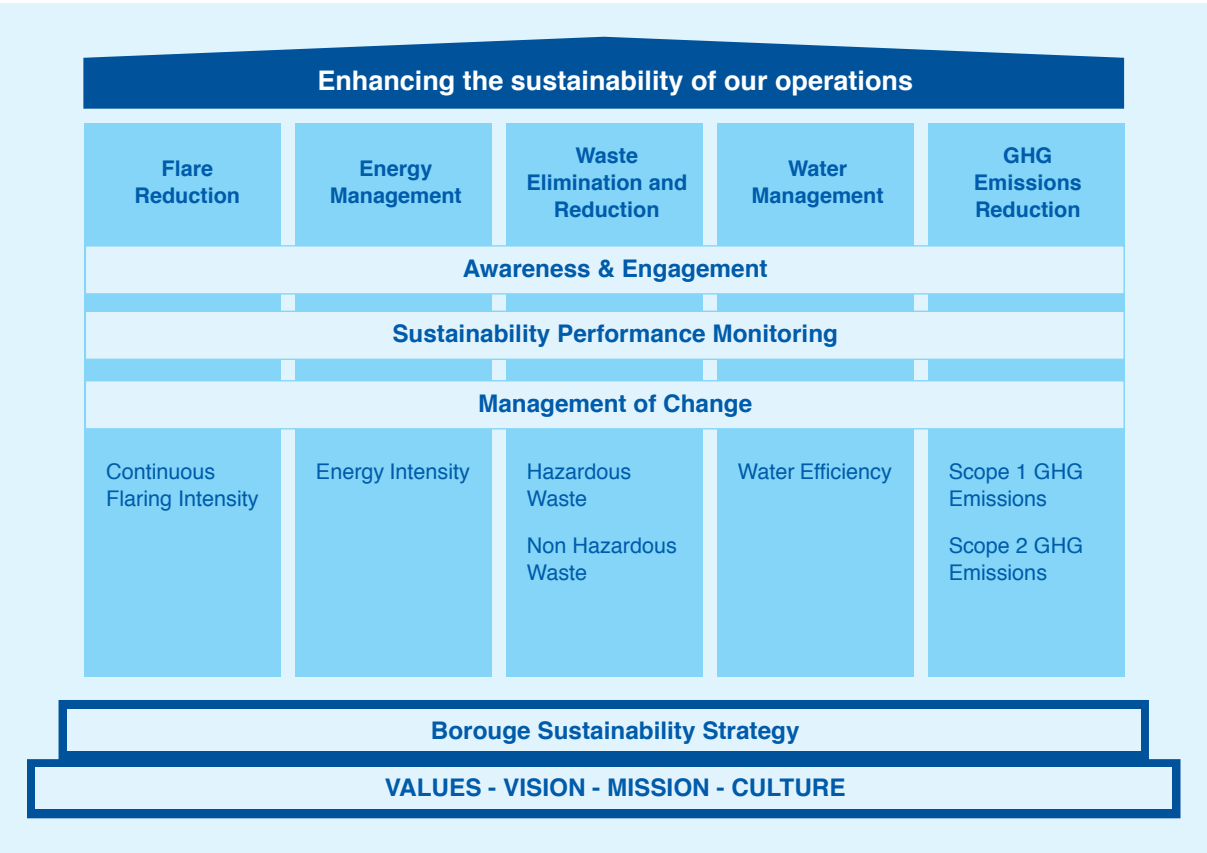 Enhancing the sustainability of our operations
Flare
Reduction
Energy
Management
Waste
Elimination and
Reduction
Water
Management
GHG
Emissions
Reduction
Awareness & Engagement
Sustainability Performance Monitoring
Management of Change
Continuous
Flaring Intensity
Energy Intensity
Hazardous
Waste
Non Hazardous
Waste
Water Efficiency
Scope 1 GHG
Emissions
Scope 2 GHG
Emissions
Borouge Sustainability Strategy
VALUES - VISION - MISSION - CULTURE